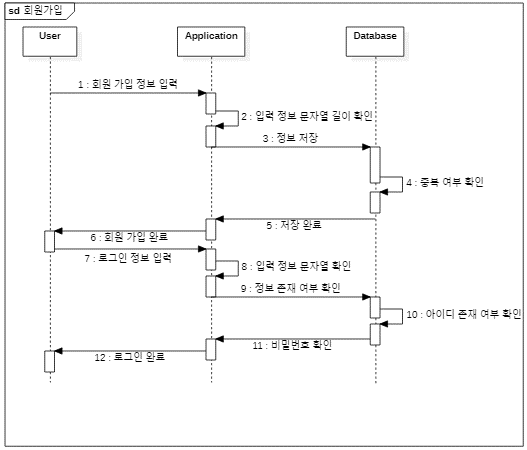 sd 회원가입
User
Application
Database
1 : 회원 가입 정보 입력
2 : 입력 정보 문자열 길이 확인
3 : 정보 저장
4 : 중복 여부 확인
5 : 저장 완료
6 : 회원 가입 완료
7 : 로그인 정보 입력
8 : 입력 정보 문자열 확인
9 : 정보 존재 여부 확인
10 : 아이디 존재 여부 확인
11 : 비밀번호 확인
12 : 로그인 완료